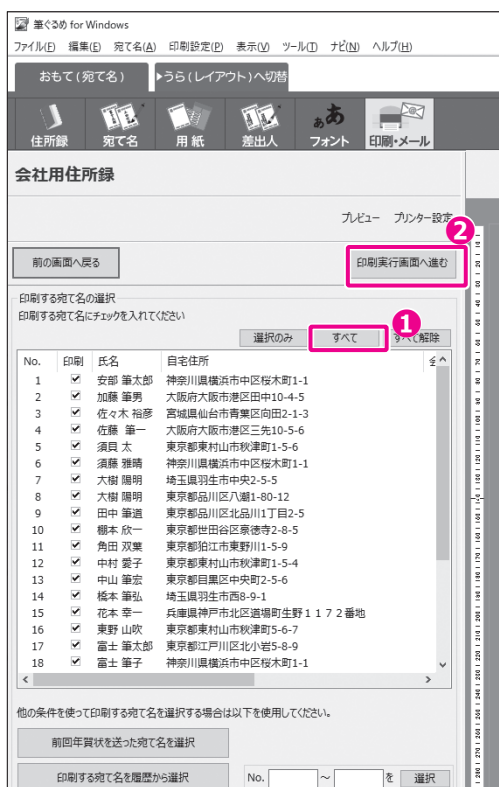 筆ぐるめ for Windows
ファイル(F) 編集(E) 宛て名(A) 印刷設定(P) 表示(V) ツール(T) ナビ(N) ヘルプ(H)
おもて(宛て名) ▶うら(レイアウト)へ切替
住所録 宛て名 用紙 差出人 フォント 印刷・メール
会社用住所録
プレビュー プリンター設定
2
前の画面へ戻る 印刷実行画面へ進む
印刷する宛て名の選択
印刷する宛て名にチェックを入れてください
1
選択のみ すべて すべて解除
No. 印刷 氏名 自宅住所
1 安部 筆太郎 神奈川県横浜市中区桜木町1-1
2 加藤 筆男 大阪府大阪市港区田中10-4-5
3 佐々木 裕彦 宮城県仙台市青葉区向田2-1-3
4 佐藤 筆一 大阪府大阪市港区三先10-5-6
5 須貝 太 東京都東村山市秋津町1-5-6
6 須藤 雅晴 神奈川県横浜市中区桜木町1-1
7 大樹 陽明 埼玉県羽生市中央2-5-5
8 大樹 陽明 東京都品川区八潮1-80-12
9 田中 筆道 東京都品川区北品川1丁目2-5
10 棚本 欣一 東京都世田谷区豪徳寺2-8-5
11 角田 双葉 東京都狛江市東野川1-5-9
12 中村 愛子 東京都東村山市秋津町1-5-4
13 中山 筆宏 東京都目黒区中央町2-5-6
14 橋本 筆弘 埼玉県羽生市西8-9-1
15 花本 幸一 兵庫県神戸市北区道場町生野1172番地
16 東野 山吹 東京都東村山市秋津町5-6-7
17 富士 筆太郎 東京都江戸川区北小岩5-8-9
18 富士 筆子 神奈川県横浜市中区桜木町1-1
他の条件を使って印刷する宛て名を選択する場合は以下を使用してください。
前回年賀状を送った宛て名を選択
印刷する宛て名を履歴から選択 No. ～ を 選択